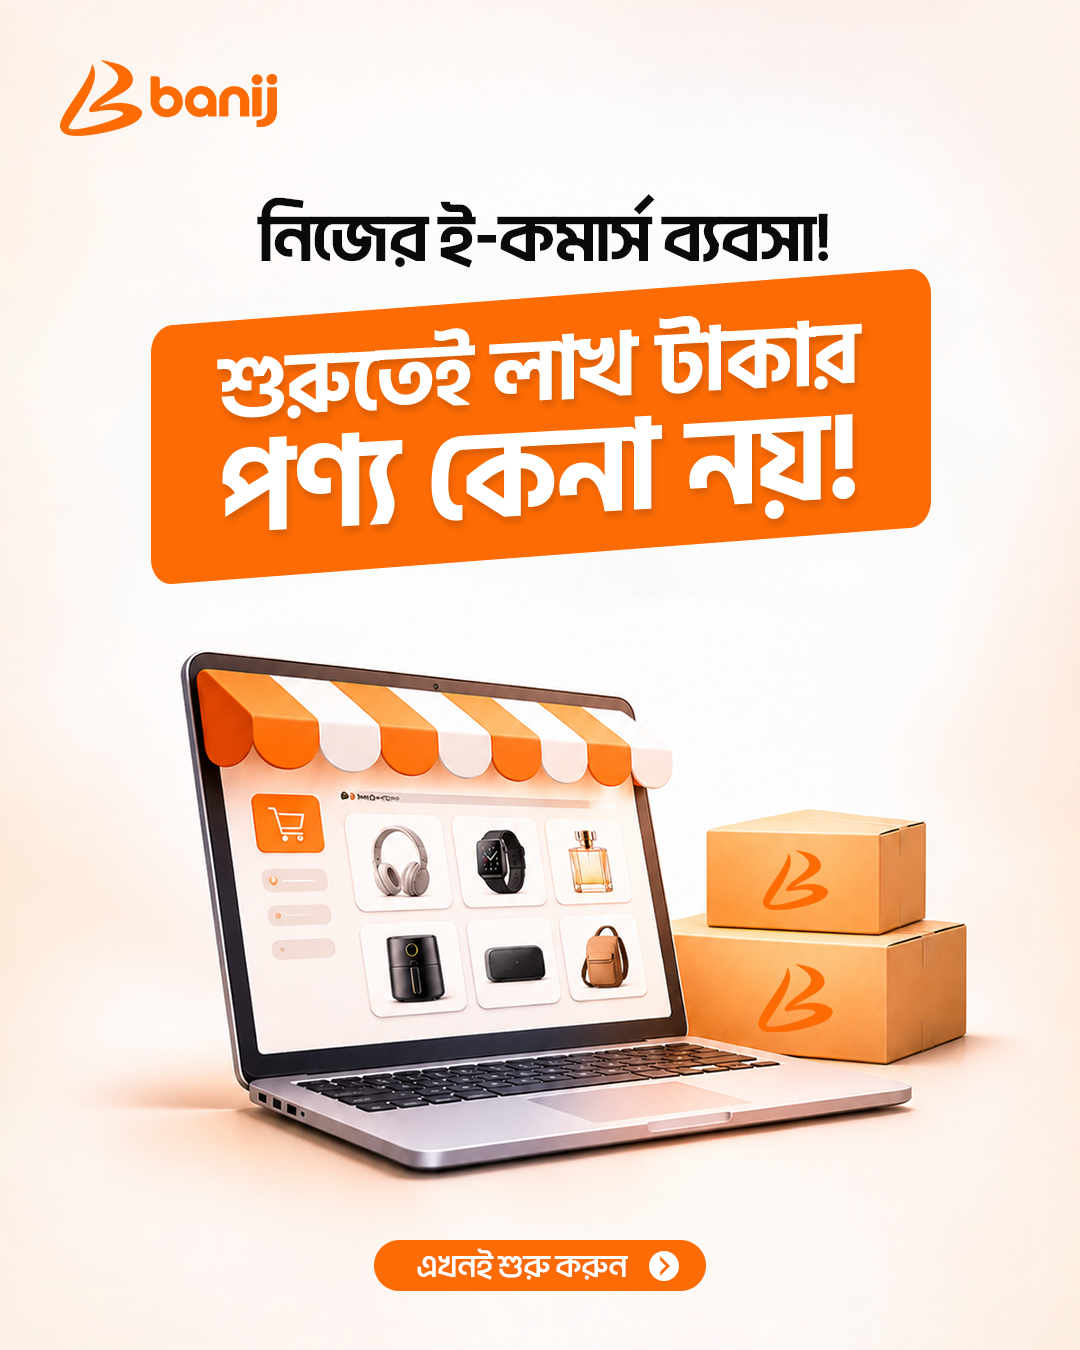 banij
নিজের ই-কমার্স ব্যবসা!
শুরুতেই লাখ টাকার
পণ্য কেনা নয়!
এখনই শুরু করুন